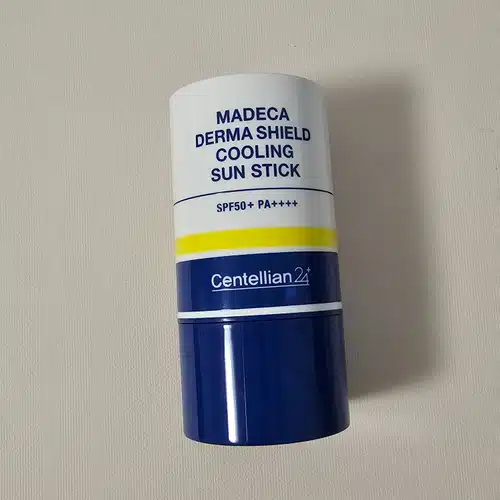 MADECA
DERMA SHIELD
COOLING
SUN STICK
SPF50+ PA++++
Centellian24+